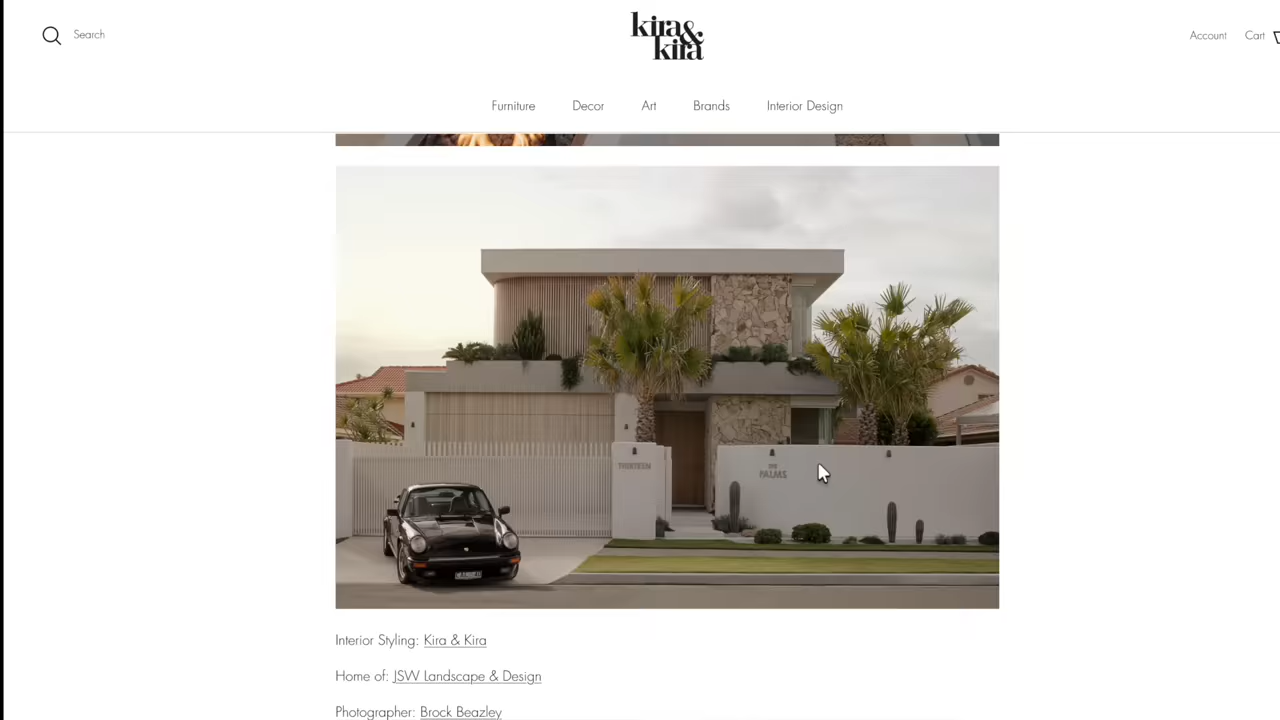 Search
kira&
kira
Account
Cart
Furniture
Decor
Art
Brands
Interior Design
THIRTEEN
THE
PALMS
Interior Styling: Kira & Kira
Home of: JSW Landscape & Design
Photographer: Brock Beazley